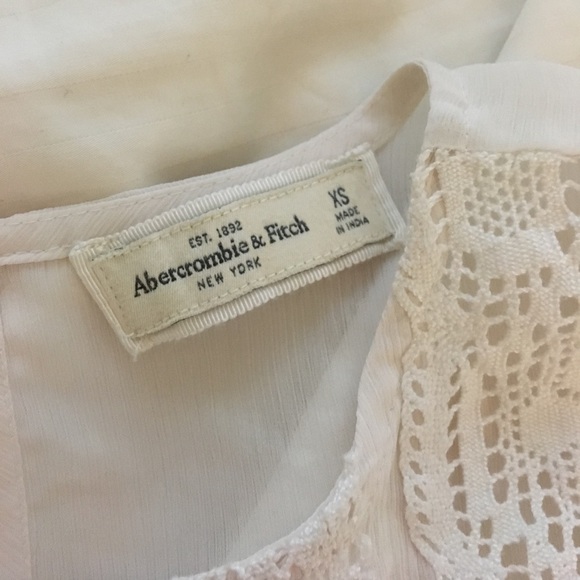 EST. 1892
Abercrombie & Fitch
NEW YORK
XS
MADE
IN INDIA